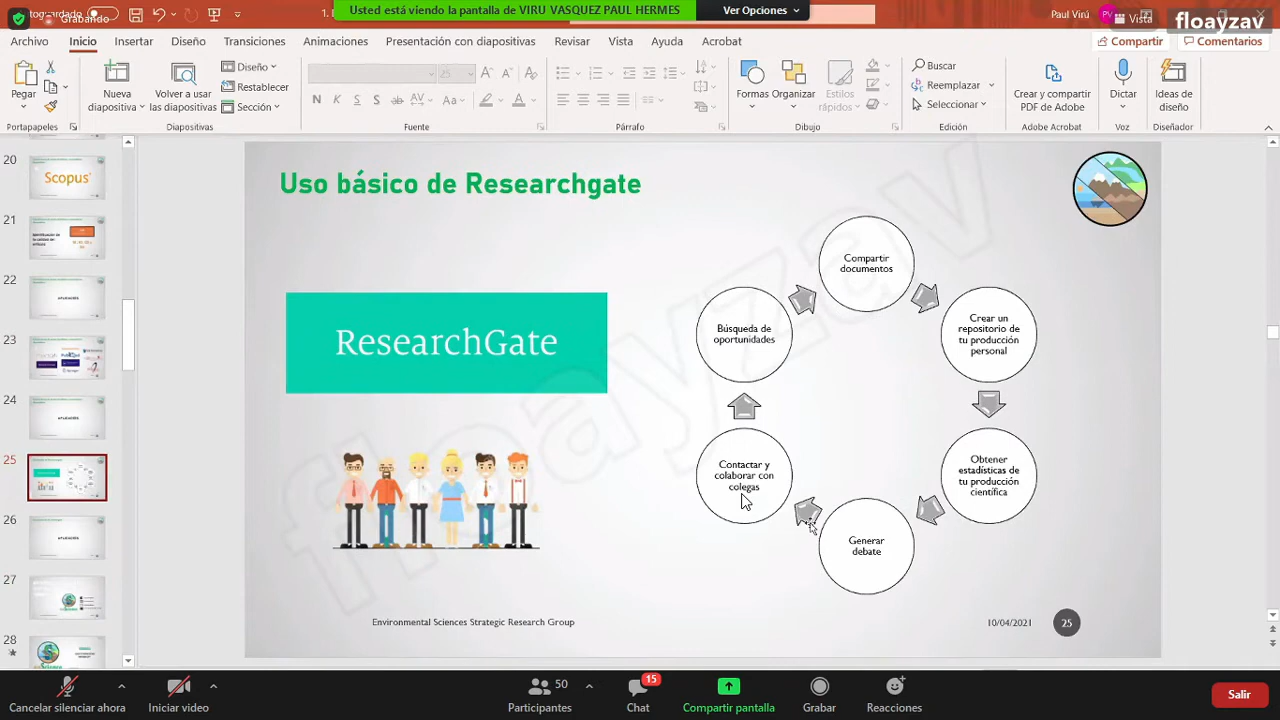 Grabando
Usted está viendo la pantalla de VIRU VASQUEZ PAUL HERMES
Ver Opciones
Paul Virú
PV
Vista
floayzav
Archivo
Inicio
Insertar
Diseño
Transiciones
Animaciones
Presentación con diapositivas
Revisar
Vista
Ayuda
Acrobat
Compartir
Comentarios
Pegar
Nueva
diapositiva
Volver a usar
las diapositivas
Diseño
Restablecer
Sección
25
N
K
S
S
ab
AV
Aa
A
Formas
Organizar
Estilos
rápidos
Buscar
Reemplazar
Seleccionar
Crear y compartir
PDF de Adobe
Dictar
Ideas de
diseño
Portapapeles
Diapositivas
Fuente
Párrafo
Dibujo
Edición
Adobe Acrobat
Voz
Diseñador
20
Scopus
21
22
23
24
25
26
27
28
Uso básico de Researchgate
ResearchGate
Compartir
documentos
Crear un
repositorio de
tu producción
personal
Obtener
estadísticas de
tu producción
científica
Generar
debate
Contactar y
colaborar con
colegas
Búsqueda de
oportunidades
Environmental Sciences Strategic Research Group
10/04/2021
25
Cancelar silenciar ahora
Iniciar video
50
Participantes
15
Chat
Compartir pantalla
Grabar
Reacciones
Salir